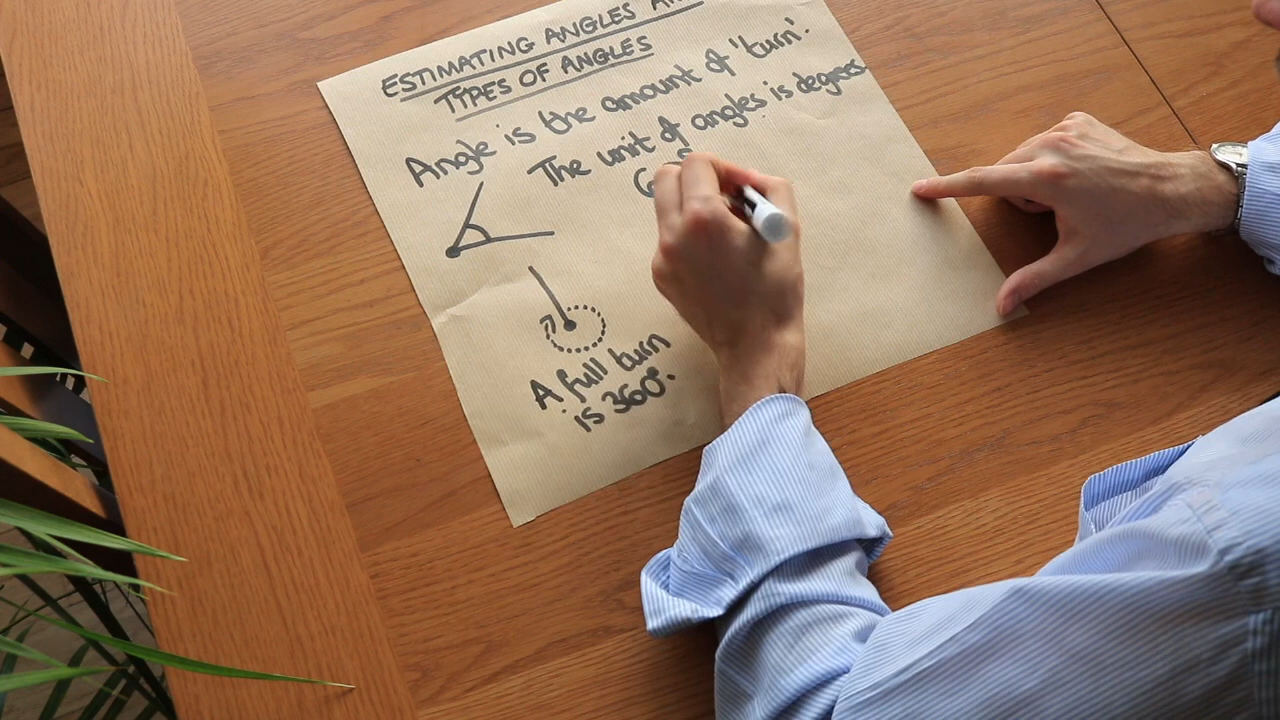 ESTIMATING ANGLES
TYPES OF ANGLES
Angle is the amount of 'turn'.
The unit of angles is degrees
A full turn
is 360°.